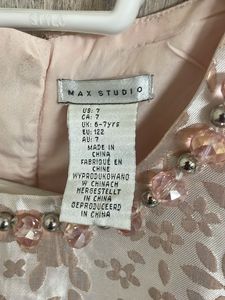 STYL
MAX STUDIO
US: 7
CA: 7
UK: 6-7yrs
EU: 122
AU: 7
MADE IN
CHINA
FABRIQUÉ EN
CHINE
WYPRODUKOWANO
W CHINACH
HERGESTELLT
IN CHINA
GEPRODUCEERD
IN CHINA